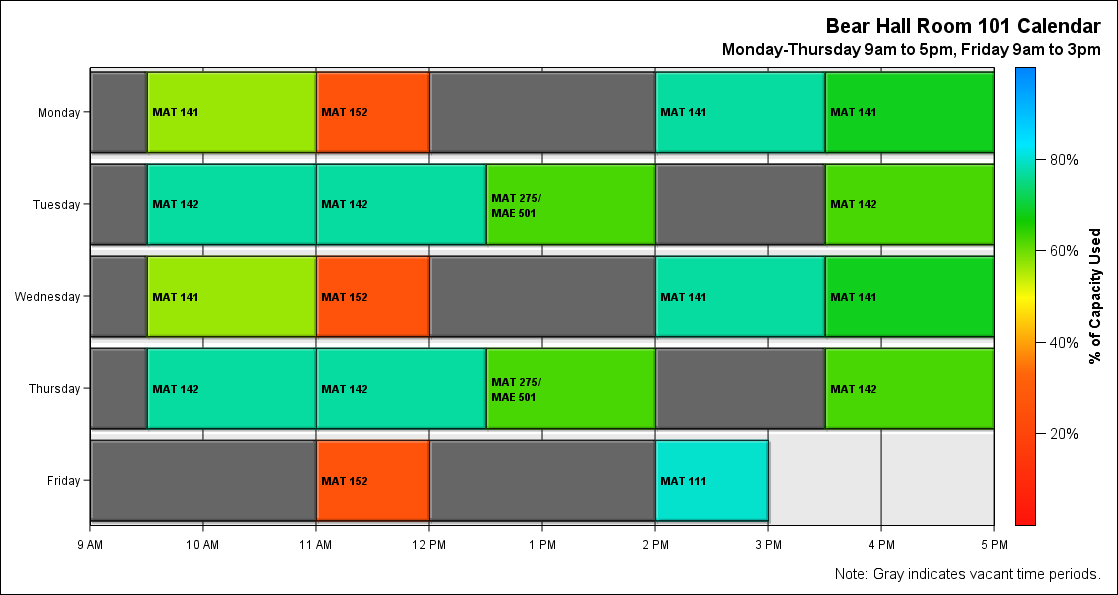 Bear Hall Room 101 Calendar
Monday-Thursday 9am to 5pm, Friday 9am to 3pm
Monday
MAT 141
MAT 152
MAT 141
MAT 141
Tuesday
MAT 142
MAT 142
MAT 275/
MAE 501
MAT 142
Wednesday
MAT 141
MAT 152
MAT 141
MAT 141
Thursday
MAT 142
MAT 142
MAT 275/
MAE 501
MAT 142
Friday
MAT 152
MAT 111
9 AM
10 AM
11 AM
12 PM
1 PM
2 PM
3 PM
4 PM
5 PM
80%
60%
40%
20%
% of Capacity Used
Note: Gray indicates vacant time periods.